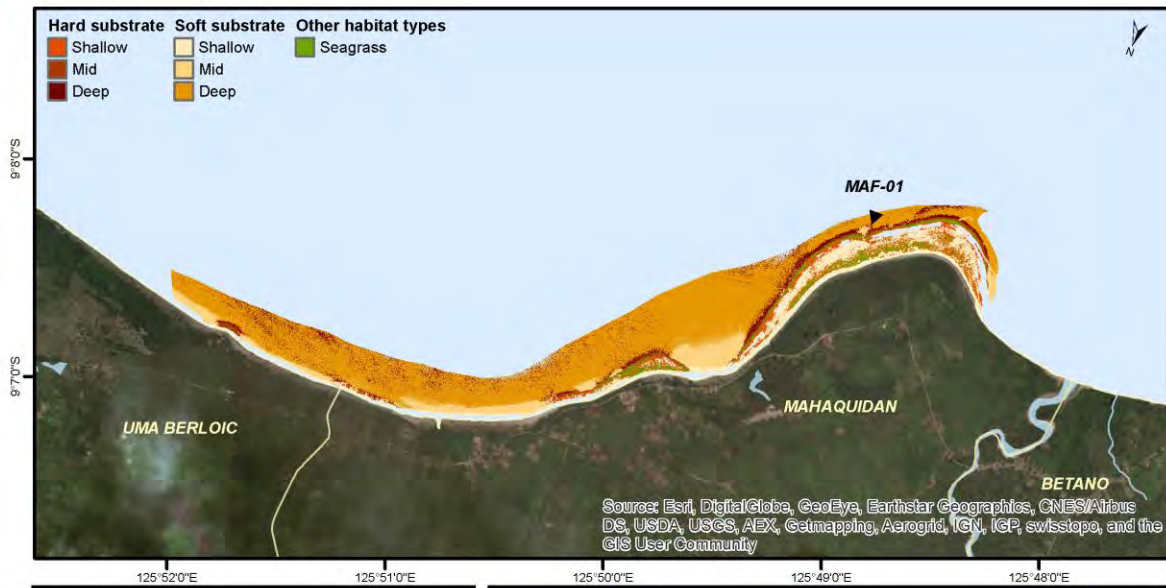 Hard substrate Soft substrate Other habitat types
Shallow Shallow Seagrass
Mid Mid
Deep Deep
N
9°8'0"S
MAF-01
9°7'0"S
UMA BERLOIC
MAHAQUIDAN
BETANO
Source: Esri, DigitalGlobe, GeoEye, Earthstar Geographics, CNES/Airbus
DS, USDA, USGS, AEX, Getmapping, Aerogrid, IGN, IGP, swisstopo, and the
GIS User Community
125°52'0"E 125°51'0"E 125°50'0"E 125°49'0"E 125°48'0"E